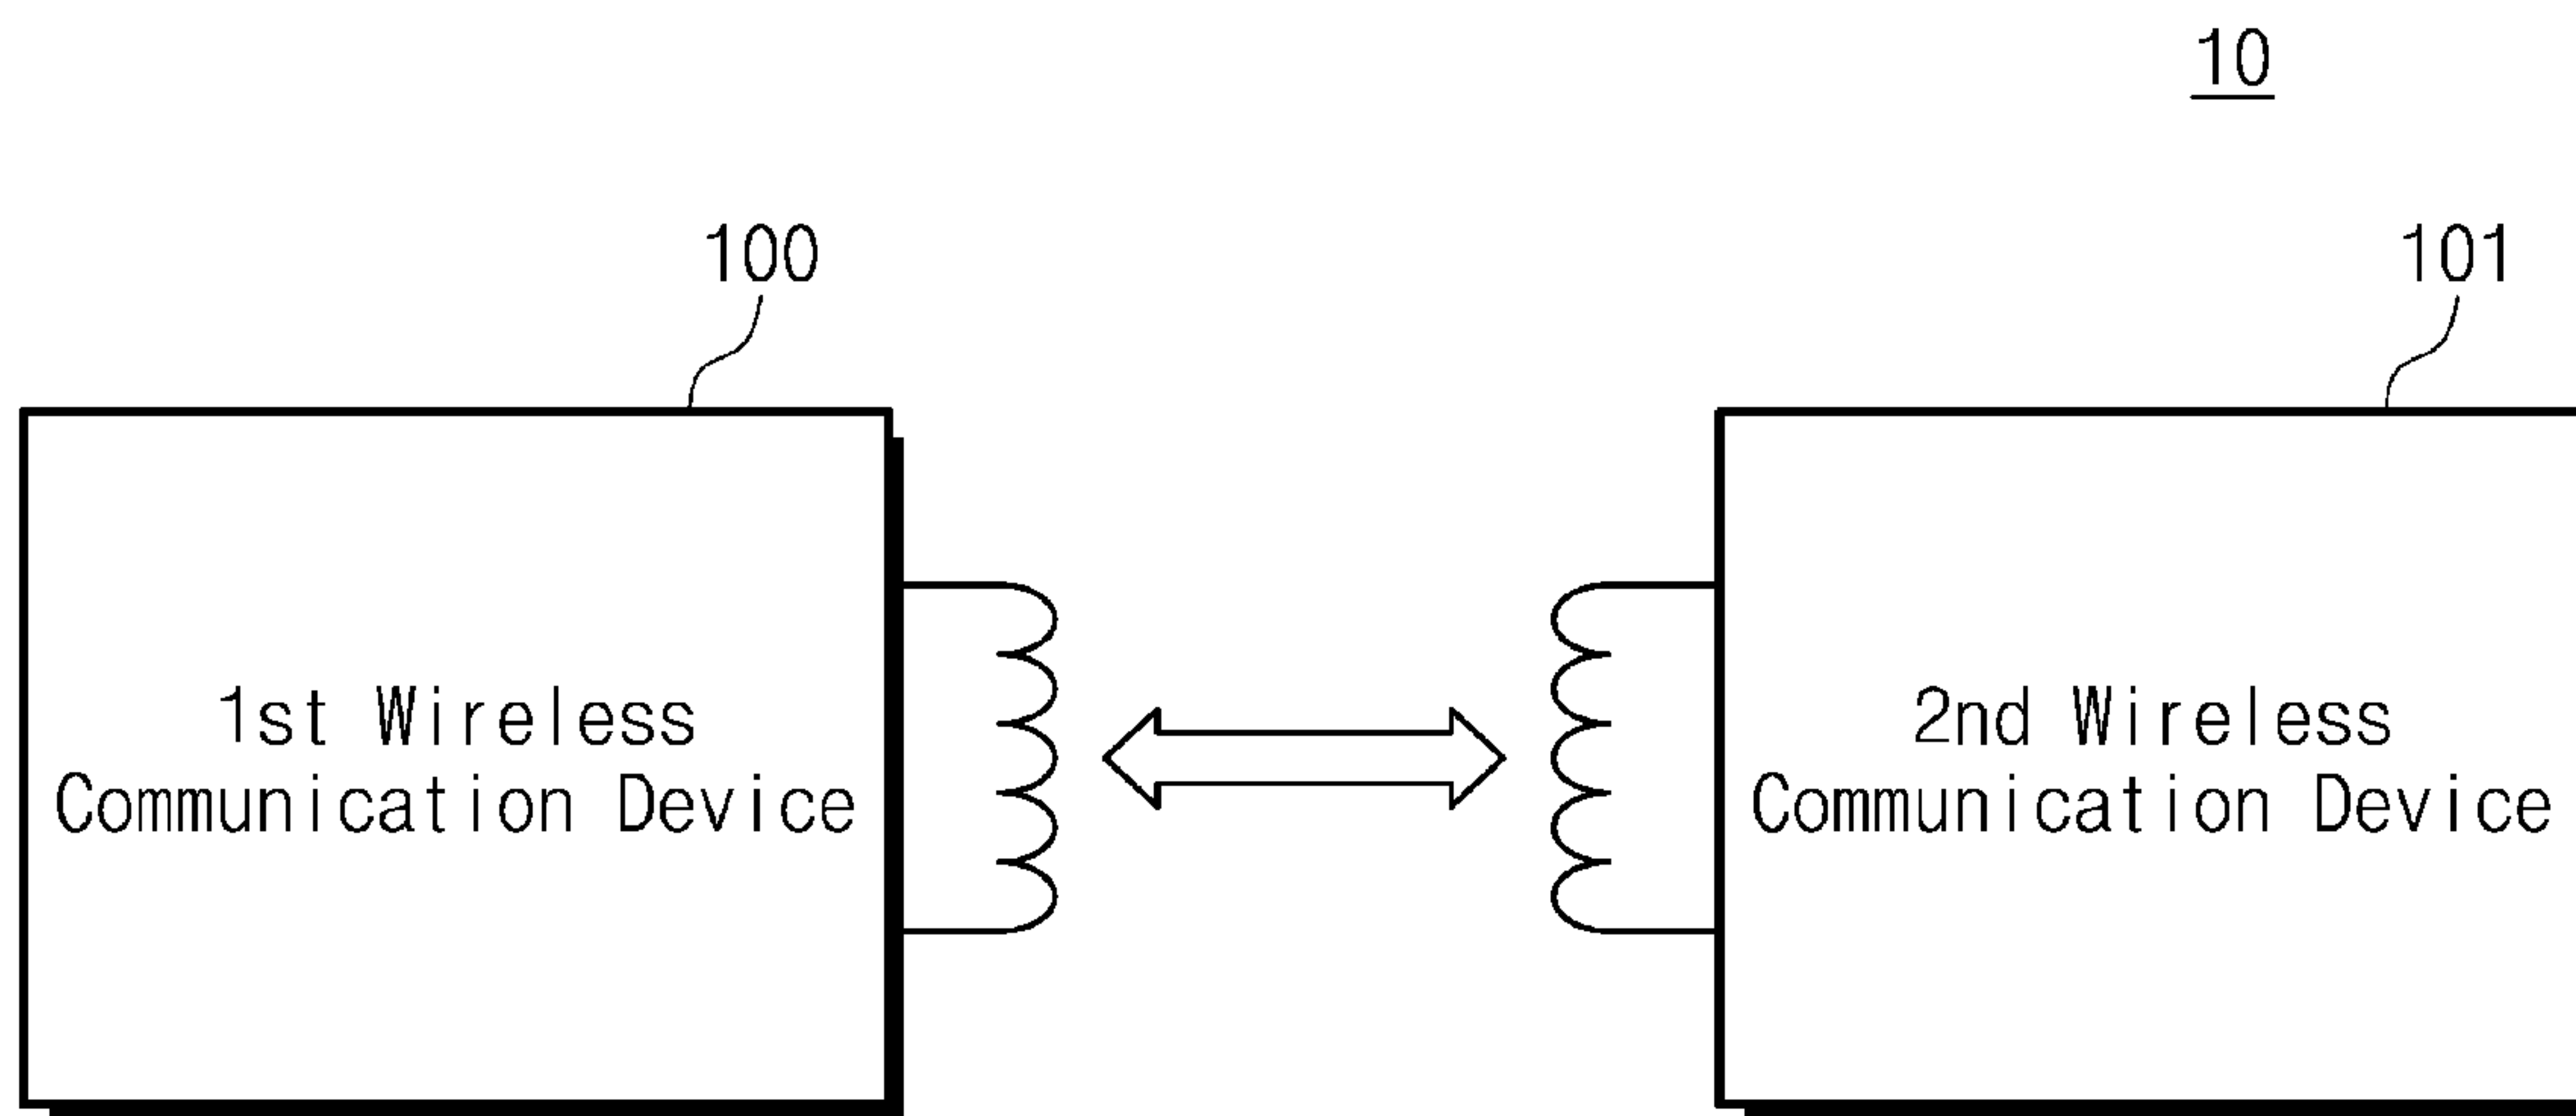 10
100
101
1st Wireless
Communication Device
2nd Wireless
Communication Device